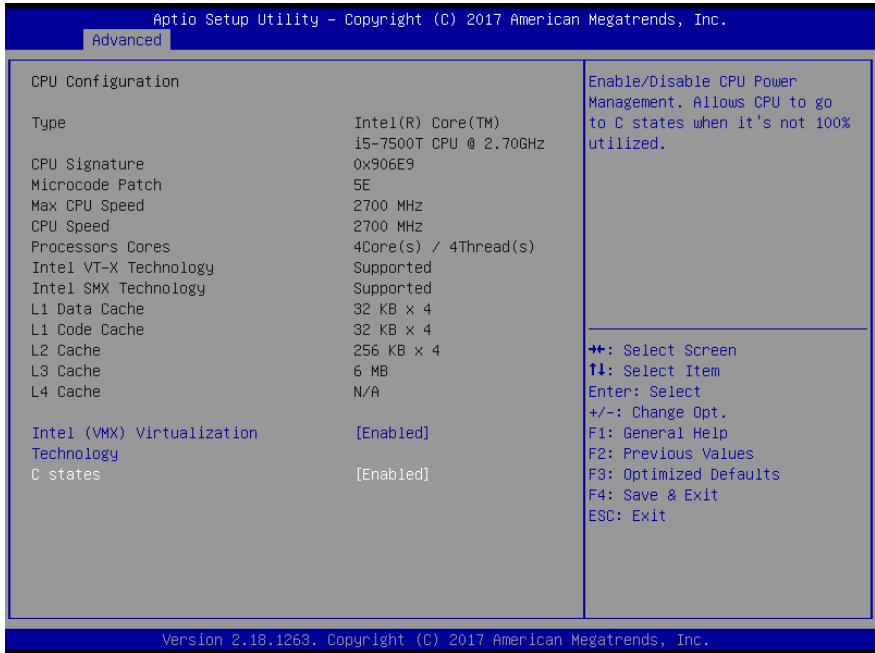 Aptio Setup Utility – Copyright (C) 2017 American Megatrends, Inc.
Advanced
CPU Configuration
Type Intel(R) Core(TM)
i5-7500T CPU @ 2.70GHz
CPU Signature 0x906E9
Microcode Patch 5E
Max CPU Speed 2700 MHz
CPU Speed 2700 MHz
Processors Cores 4Core(s) / 4Thread(s)
Intel VT-X Technology Supported
Intel SMX Technology Supported
L1 Data Cache 32 KB x 4
L1 Code Cache 32 KB x 4
L2 Cache 256 KB x 4
L3 Cache 6 MB
L4 Cache N/A
Intel (VMX) Virtualization [Enabled]
Technology
C states [Enabled]
Enable/Disable CPU Power
Management. Allows CPU to go
to C states when it's not 100%
utilized.
→←: Select Screen
↑↓: Select Item
Enter: Select
+/-: Change Opt.
F1: General Help
F2: Previous Values
F3: Optimized Defaults
F4: Save & Exit
ESC: Exit
Version 2.18.1263. Copyright (C) 2017 American Megatrends, Inc.